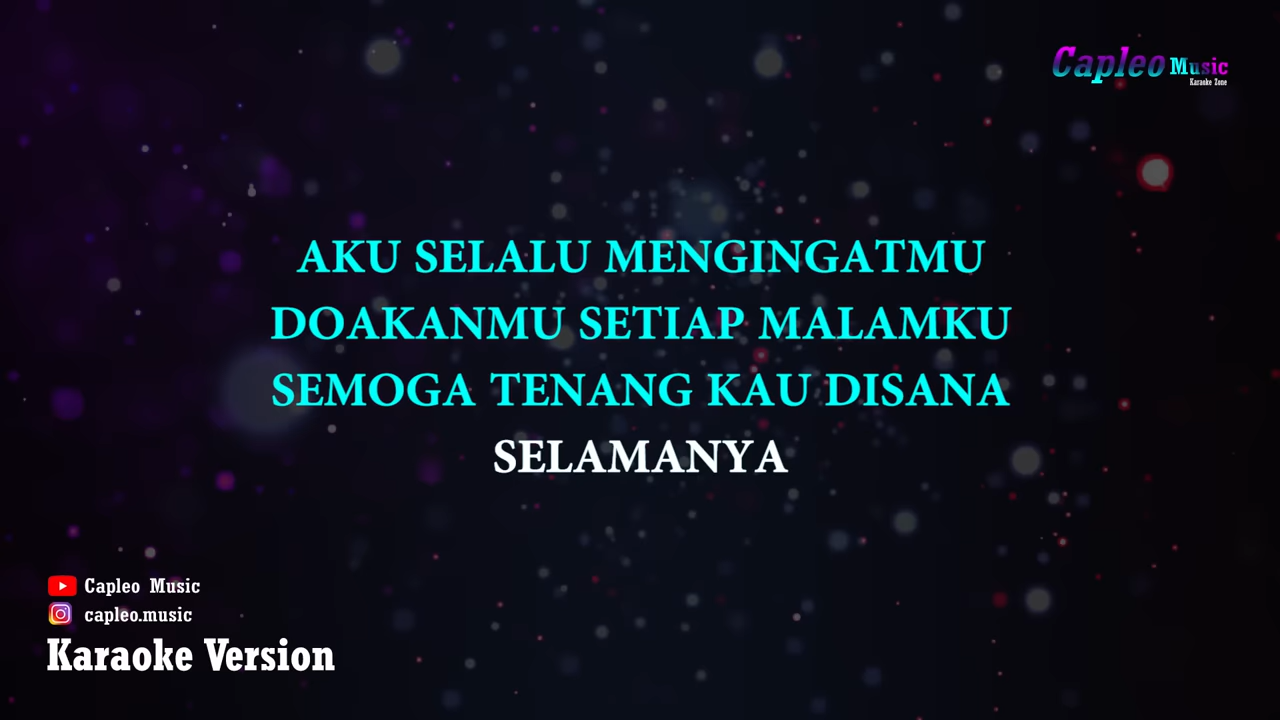 Capleo Music
Karaoke Zone
AKU SELALU MENGINGATMU
DOAKANMU SETIAP MALAMKU
SEMOGA TENANG KAU DISANA
SELAMANYA
Capleo Music
capleo.music
Karaoke Version